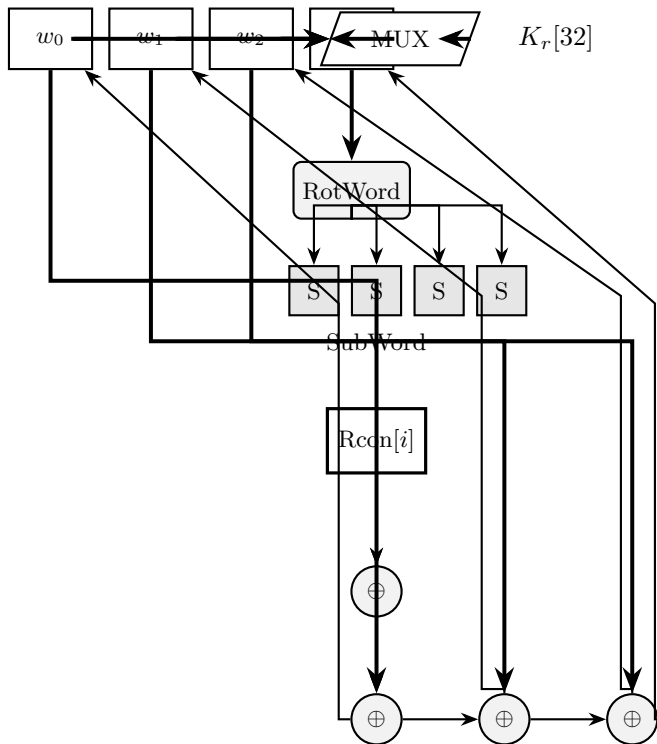 w₀ w₁ w₂ MUX Kᵣ[32]
RotWord
S S S S
SubWord
Rcon[i]
⊕
⊕ ⊕ ⊕